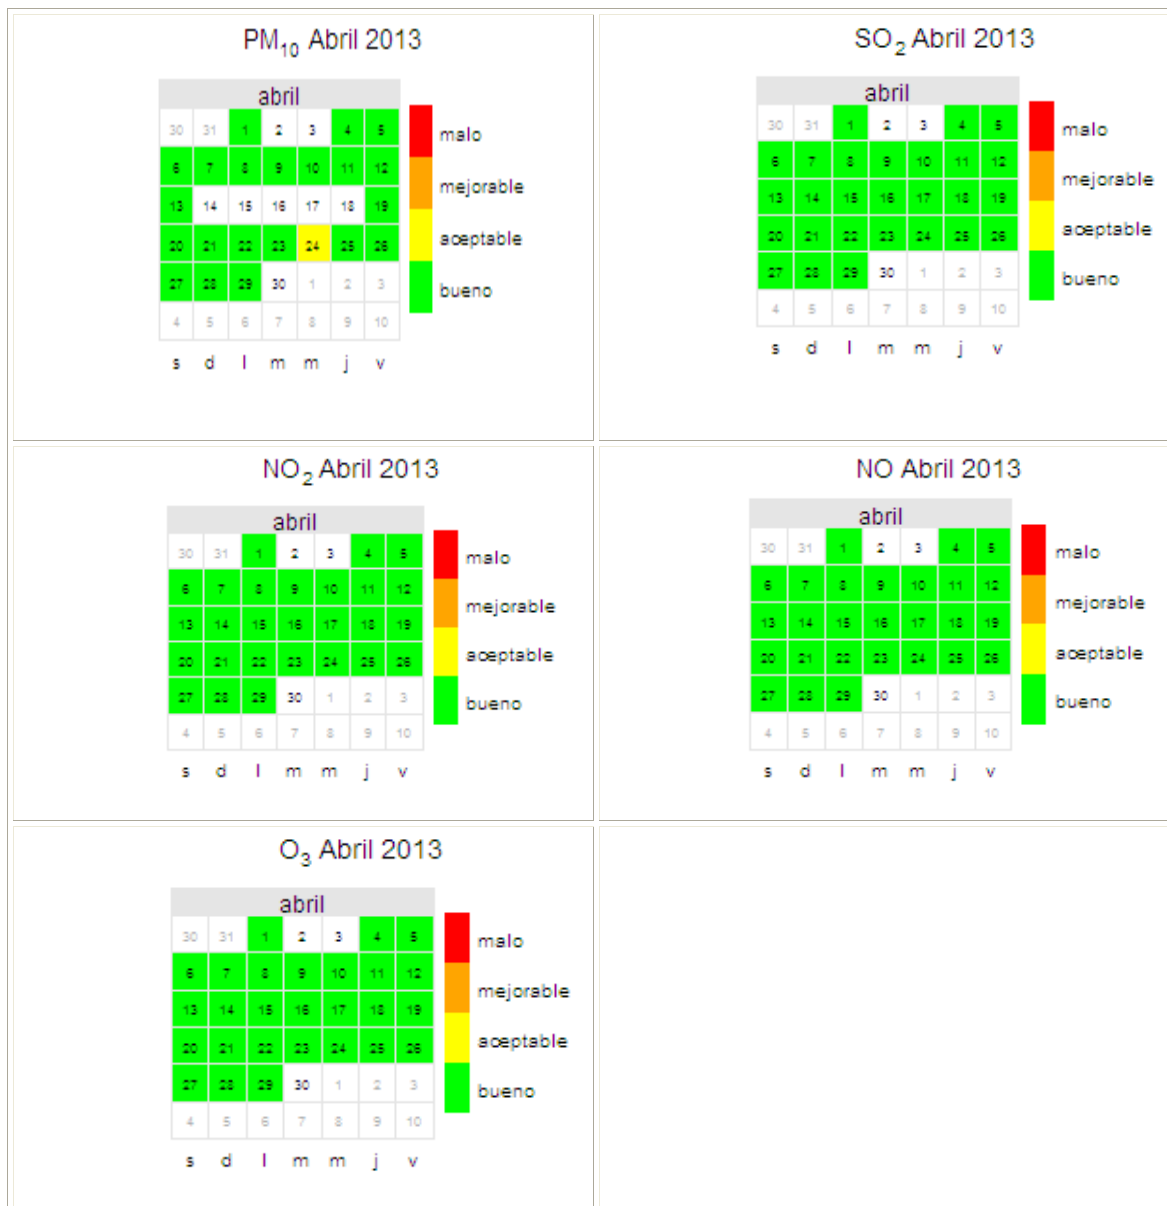 PM10 Abril 2013
abril
30 31 1 2 3 4 5
6 7 8 9 10 11 12
13 14 15 16 17 18 19
20 21 22 23 24 25 26
27 28 29 30 1 2 3
4 5 6 7 8 9 10
s d l m m j v
malo
mejorable
aceptable
bueno
SO2 Abril 2013
abril
30 31 1 2 3 4 5
6 7 8 9 10 11 12
13 14 15 16 17 18 19
20 21 22 23 24 25 26
27 28 29 30 1 2 3
4 5 6 7 8 9 10
s d l m m j v
malo
mejorable
aceptable
bueno
NO2 Abril 2013
abril
30 31 1 2 3 4 5
6 7 8 9 10 11 12
13 14 15 16 17 18 19
20 21 22 23 24 25 26
27 28 29 30 1 2 3
4 5 6 7 8 9 10
s d l m m j v
malo
mejorable
aceptable
bueno
NO Abril 2013
abril
30 31 1 2 3 4 5
6 7 8 9 10 11 12
13 14 15 16 17 18 19
20 21 22 23 24 25 26
27 28 29 30 1 2 3
4 5 6 7 8 9 10
s d l m m j v
malo
mejorable
aceptable
bueno
O3 Abril 2013
abril
30 31 1 2 3 4 5
6 7 8 9 10 11 12
13 14 15 16 17 18 19
20 21 22 23 24 25 26
27 28 29 30 1 2 3
4 5 6 7 8 9 10
s d l m m j v
malo
mejorable
aceptable
bueno